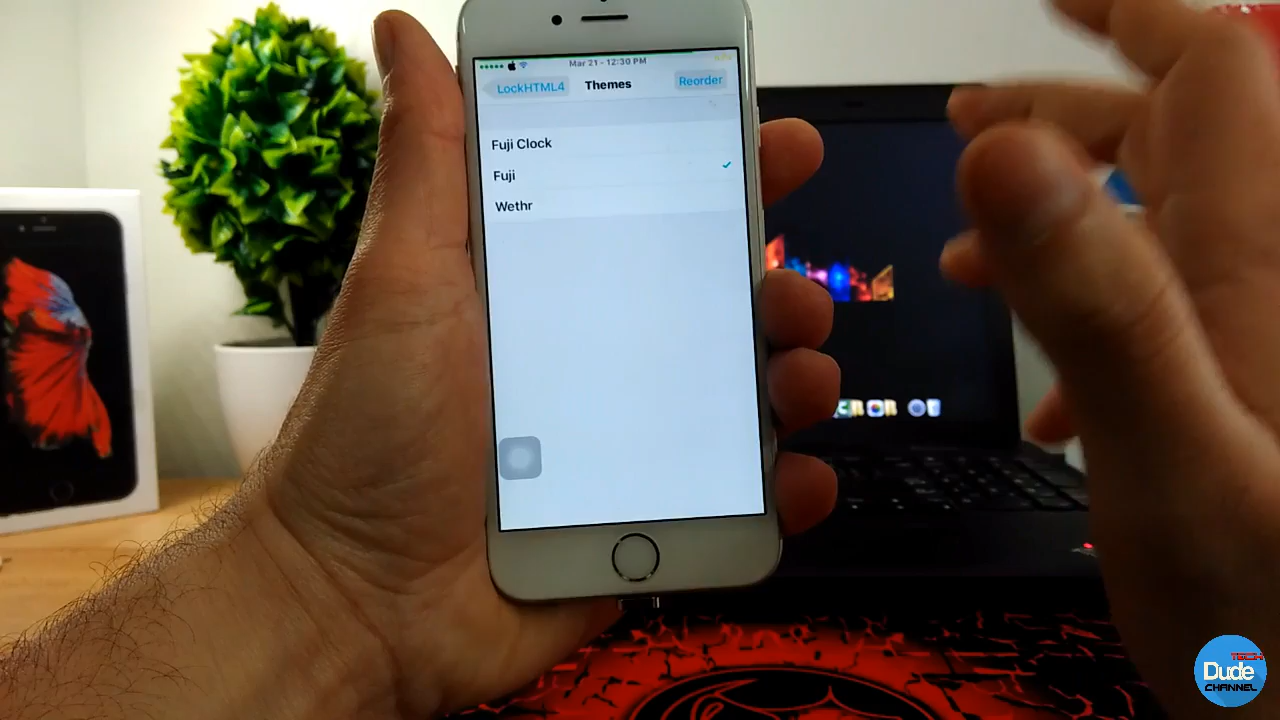 Mar 21 - 12:30 PM
LockHTML4
Themes
Reorder
Fuji Clock
Fuji
Wethr
TECH
Dude
CHANNEL